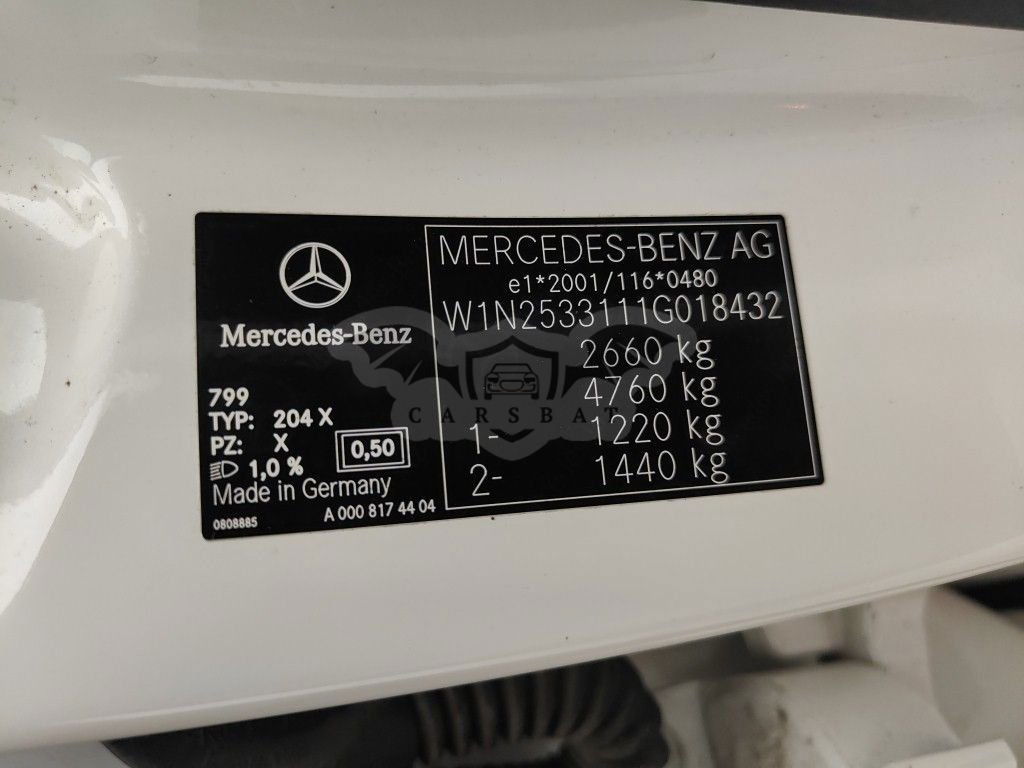 Mercedes-Benz
799
TYP: 204 X
PZ: X
0,50
1,0 %
Made in Germany
0808885
A 000 817 44 04
MERCEDES-BENZ AG
e1*2001/116*0480
W1N2533111G018432
2660 kg
4760 kg
1- 1220 kg
2- 1440 kg
CARSBAT